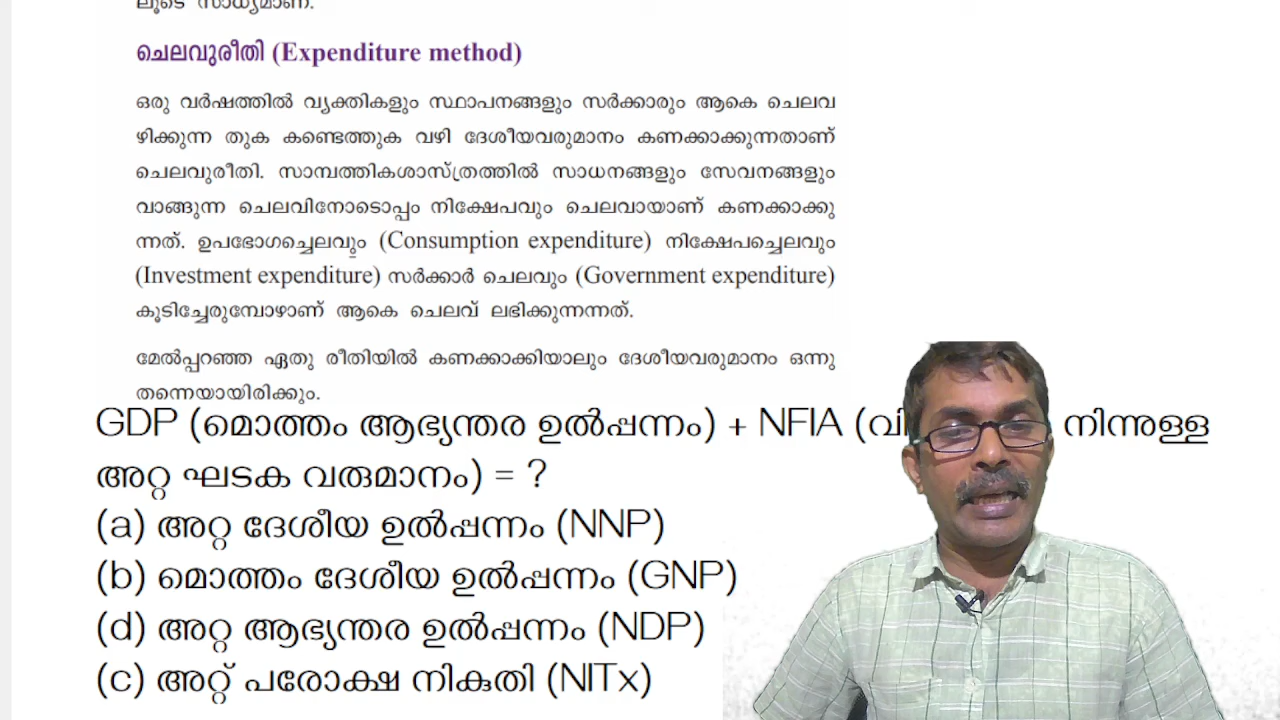 ലൂടെ സാധ്യമാണ്.
ചെലവുരീതി (Expenditure method)
ഒരു വർഷത്തിൽ വ്യക്തികളും സ്ഥാപനങ്ങളും സർക്കാരും ആകെ ചെലവ
ഴിക്കുന്ന തുക കണ്ടെത്തുക വഴി ദേശീയവരുമാനം കണക്കാക്കുന്നതാണ്
ചെലവുരീതി. സാമ്പത്തികശാസ്ത്രത്തിൽ സാധനങ്ങളും സേവനങ്ങളും
വാങ്ങുന്ന ചെലവിനോടൊപ്പം നിക്ഷേപവും ചെലവായാണ് കണക്കാക്കു
ന്നത്. ഉപഭോഗച്ചെലവും (Consumption expenditure) നിക്ഷേപച്ചെലവും
(Investment expenditure) സർക്കാർ ചെലവും (Government expenditure)
കൂടിച്ചേരുമ്പോഴാണ് ആകെ ചെലവ് ലഭിക്കുന്നന്നത്.
മേൽപ്പറഞ്ഞ ഏതു രീതിയിൽ കണക്കാക്കിയാലും ദേശീയവരുമാനം ഒന്നു
തന്നെയായിരിക്കും.
GDP (മൊത്തം ആഭ്യന്തര ഉൽപ്പന്നം) + NFIA ( നിന്നുള്ള
അറ്റ ഘടക വരുമാനം) = ?
(a) അറ്റ ദേശീയ ഉൽപ്പന്നം (NNP)
(b) മൊത്തം ദേശീയ ഉൽപ്പന്നം (GNP)
(d) അറ്റ ആഭ്യന്തര ഉൽപ്പന്നം (NDP)
(c) അറ്റ് പരോക്ഷ നികുതി (NITx)